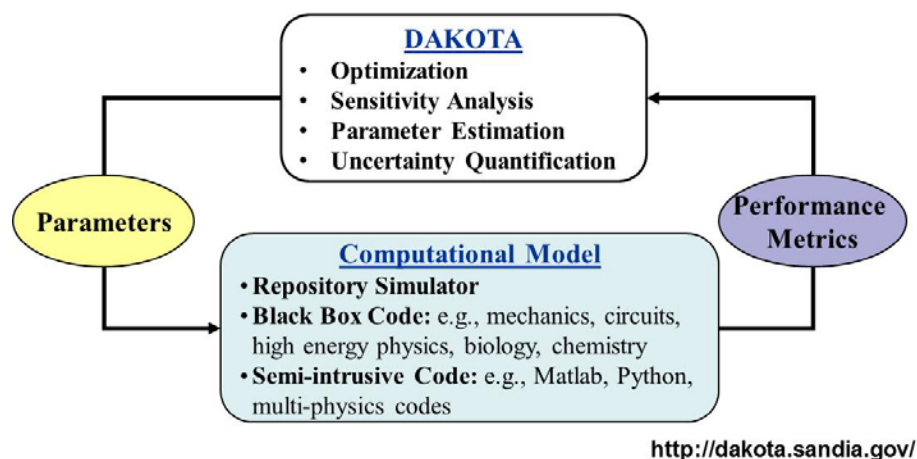 DAKOTA
• Optimization
• Sensitivity Analysis
• Parameter Estimation
• Uncertainty Quantification
Parameters
Performance
Metrics
Computational Model
• Repository Simulator
• Black Box Code: e.g., mechanics, circuits,
high energy physics, biology, chemistry
• Semi-intrusive Code: e.g., Matlab, Python,
multi-physics codes
http://dakota.sandia.gov/